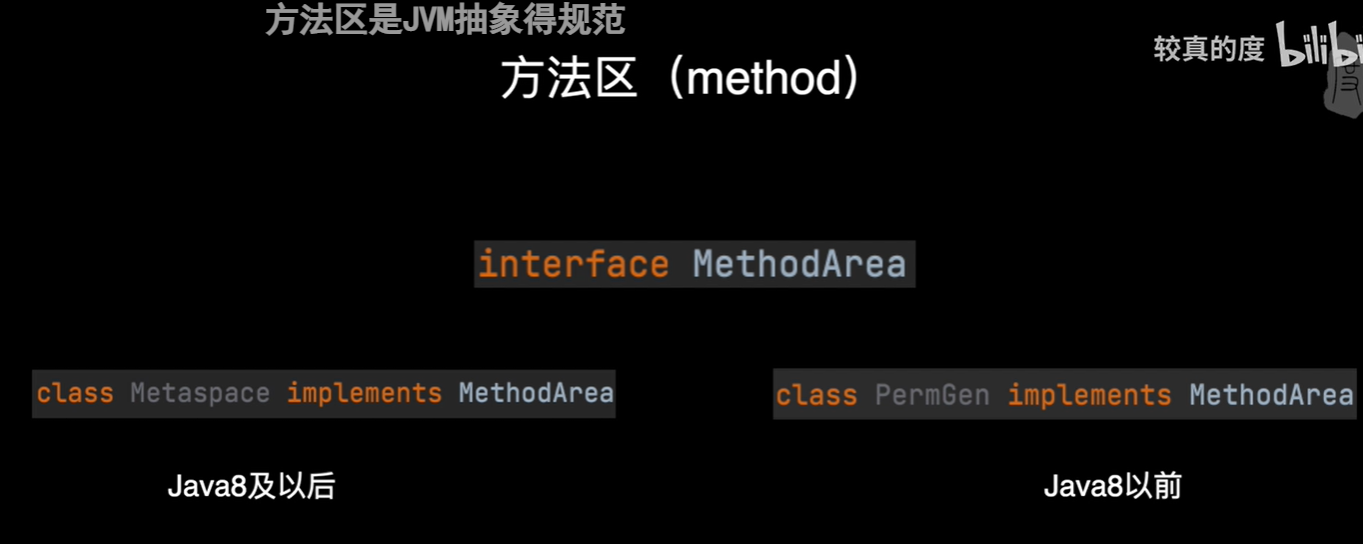 方法区是JVM抽象得规范
较真的度 bilibi
方法区（method）
interface MethodArea
class Metaspace implements MethodArea
class PermGen implements MethodArea
Java8及以后
Java8以前